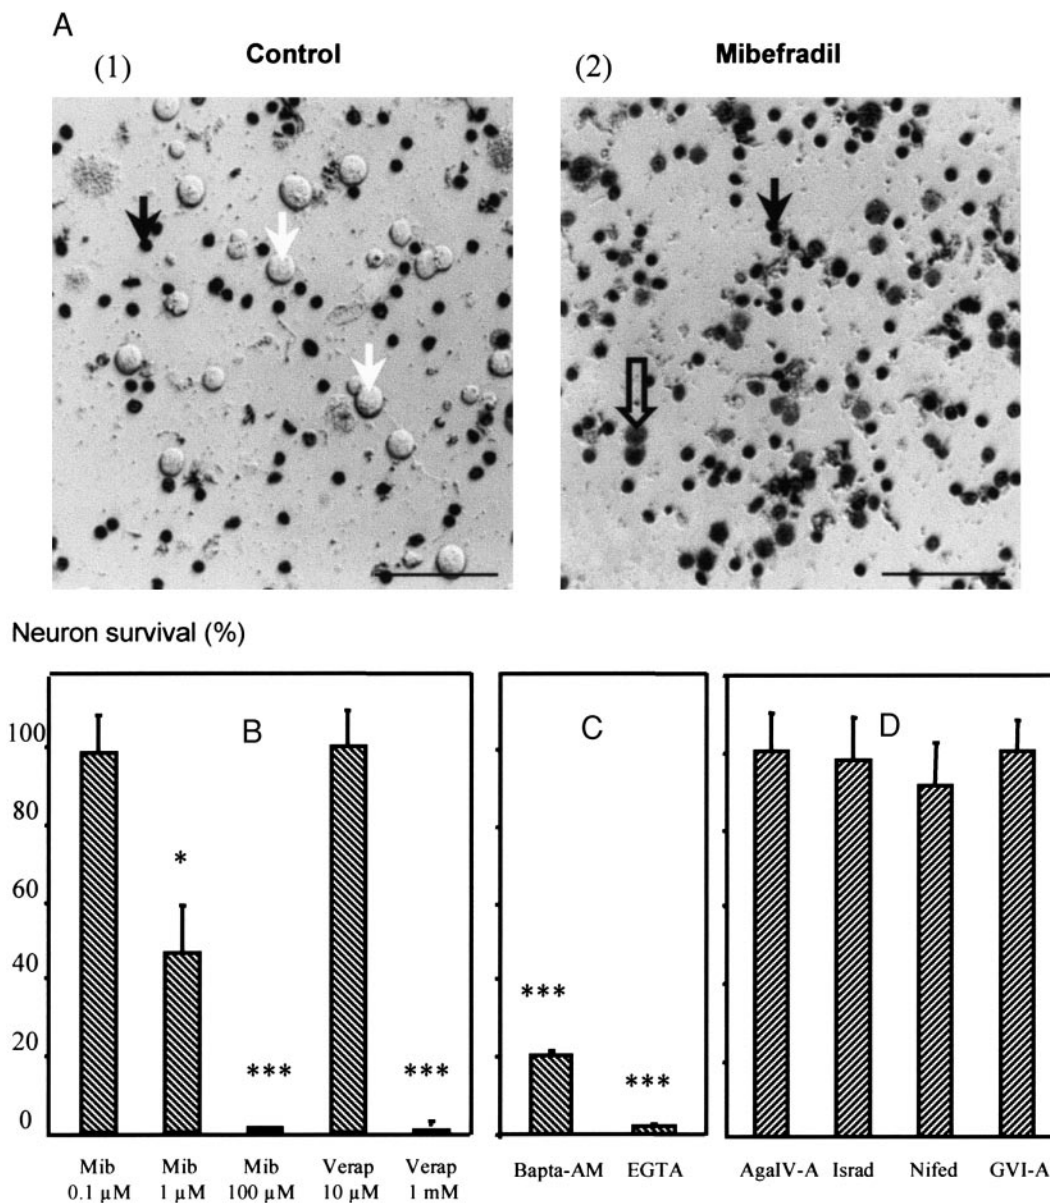 A
(1) Control (2) Mibefradil
Neuron survival (%)
B C D
100
80
60
40
20
0
*
***
***
***
***
Mib Mib Mib Verap Verap
0.1 µM 1 µM 100 µM 10 µM 1 mM
Bapta-AM EGTA
AgaIV-A Israd Nifed GVI-A